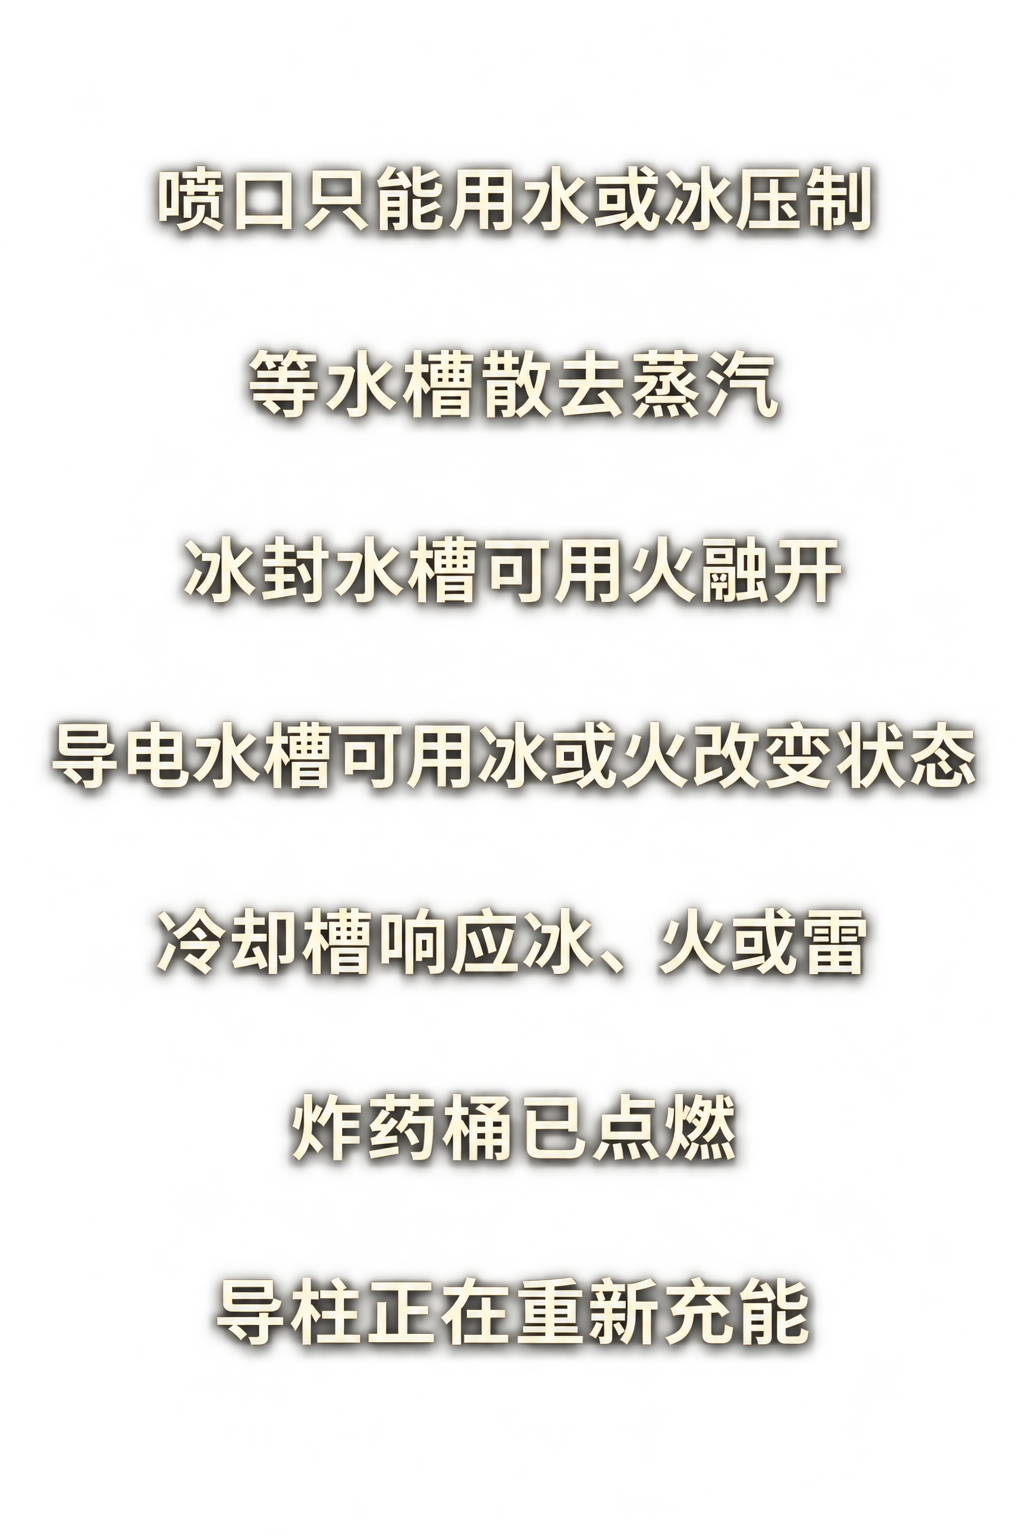 喷口只能用水或冰压制
等水槽散去蒸汽
冰封水槽可用火融开
导电水槽可用冰或火改变状态
冷却槽响应冰、火或雷
炸药桶已点燃
导柱正在重新充能